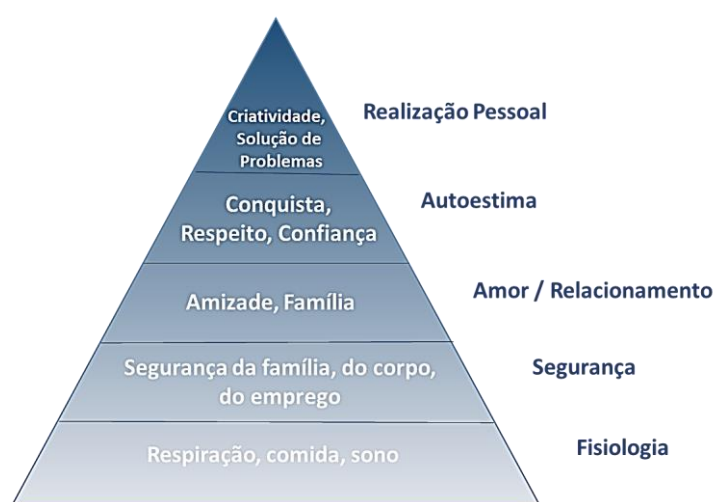 Criatividade,
Solução de
Problemas
Realização Pessoal
Conquista,
Respeito, Confiança
Autoestima
Amizade, Família
Amor / Relacionamento
Segurança da família, do corpo,
do emprego
Segurança
Respiração, comida, sono
Fisiologia